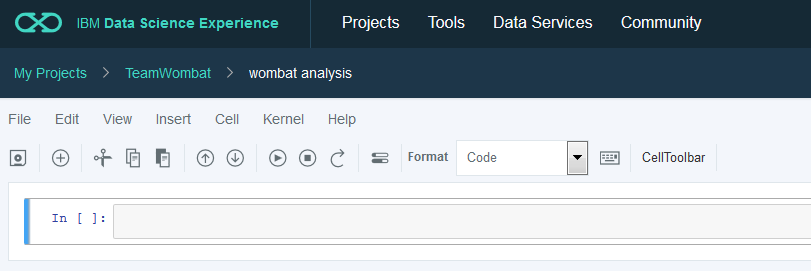 IBM Data Science Experience Projects Tools Data Services Community
My Projects > TeamWombat > wombat analysis
File Edit View Insert Cell Kernel Help
Format Code CellToolbar
In [ ]: